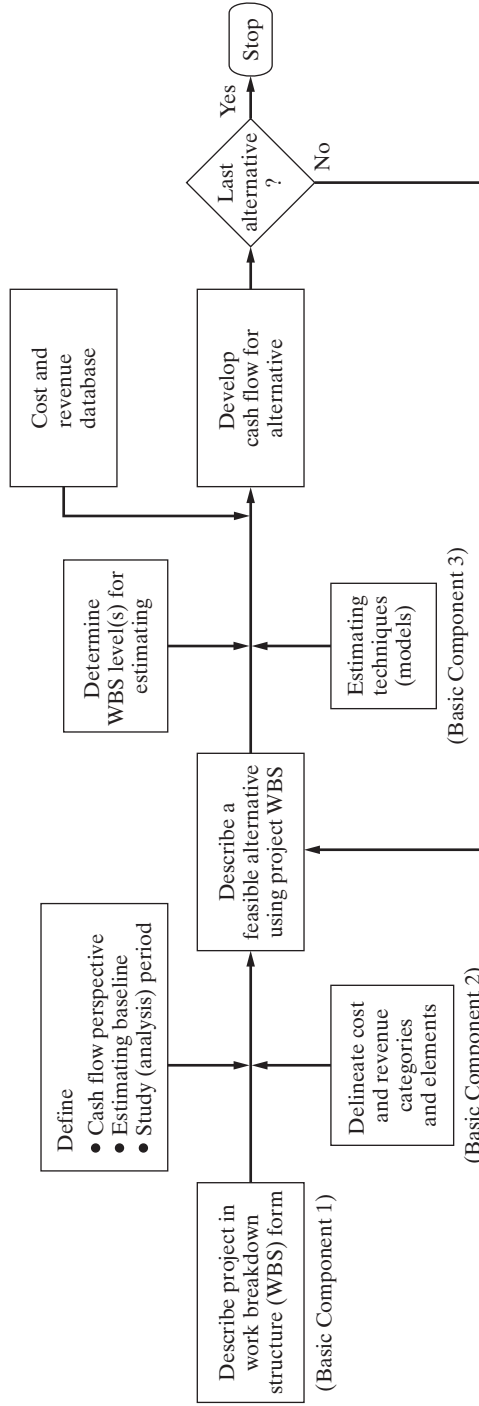 Describe project in
work breakdown
structure (WBS) form
(Basic Component 1)
Define
● Cash flow perspective
● Estimating baseline
● Study (analysis) period
Delineate cost
and revenue
categories
and elements
(Basic Component 2)
Describe a
feasible alternative
using project WBS
Determine
WBS level(s) for
estimating
Estimating
techniques
(models)
(Basic Component 3)
Cost and
revenue
database
Develop
cash flow for
alternative
Last
alternative
?
Yes
No
Stop